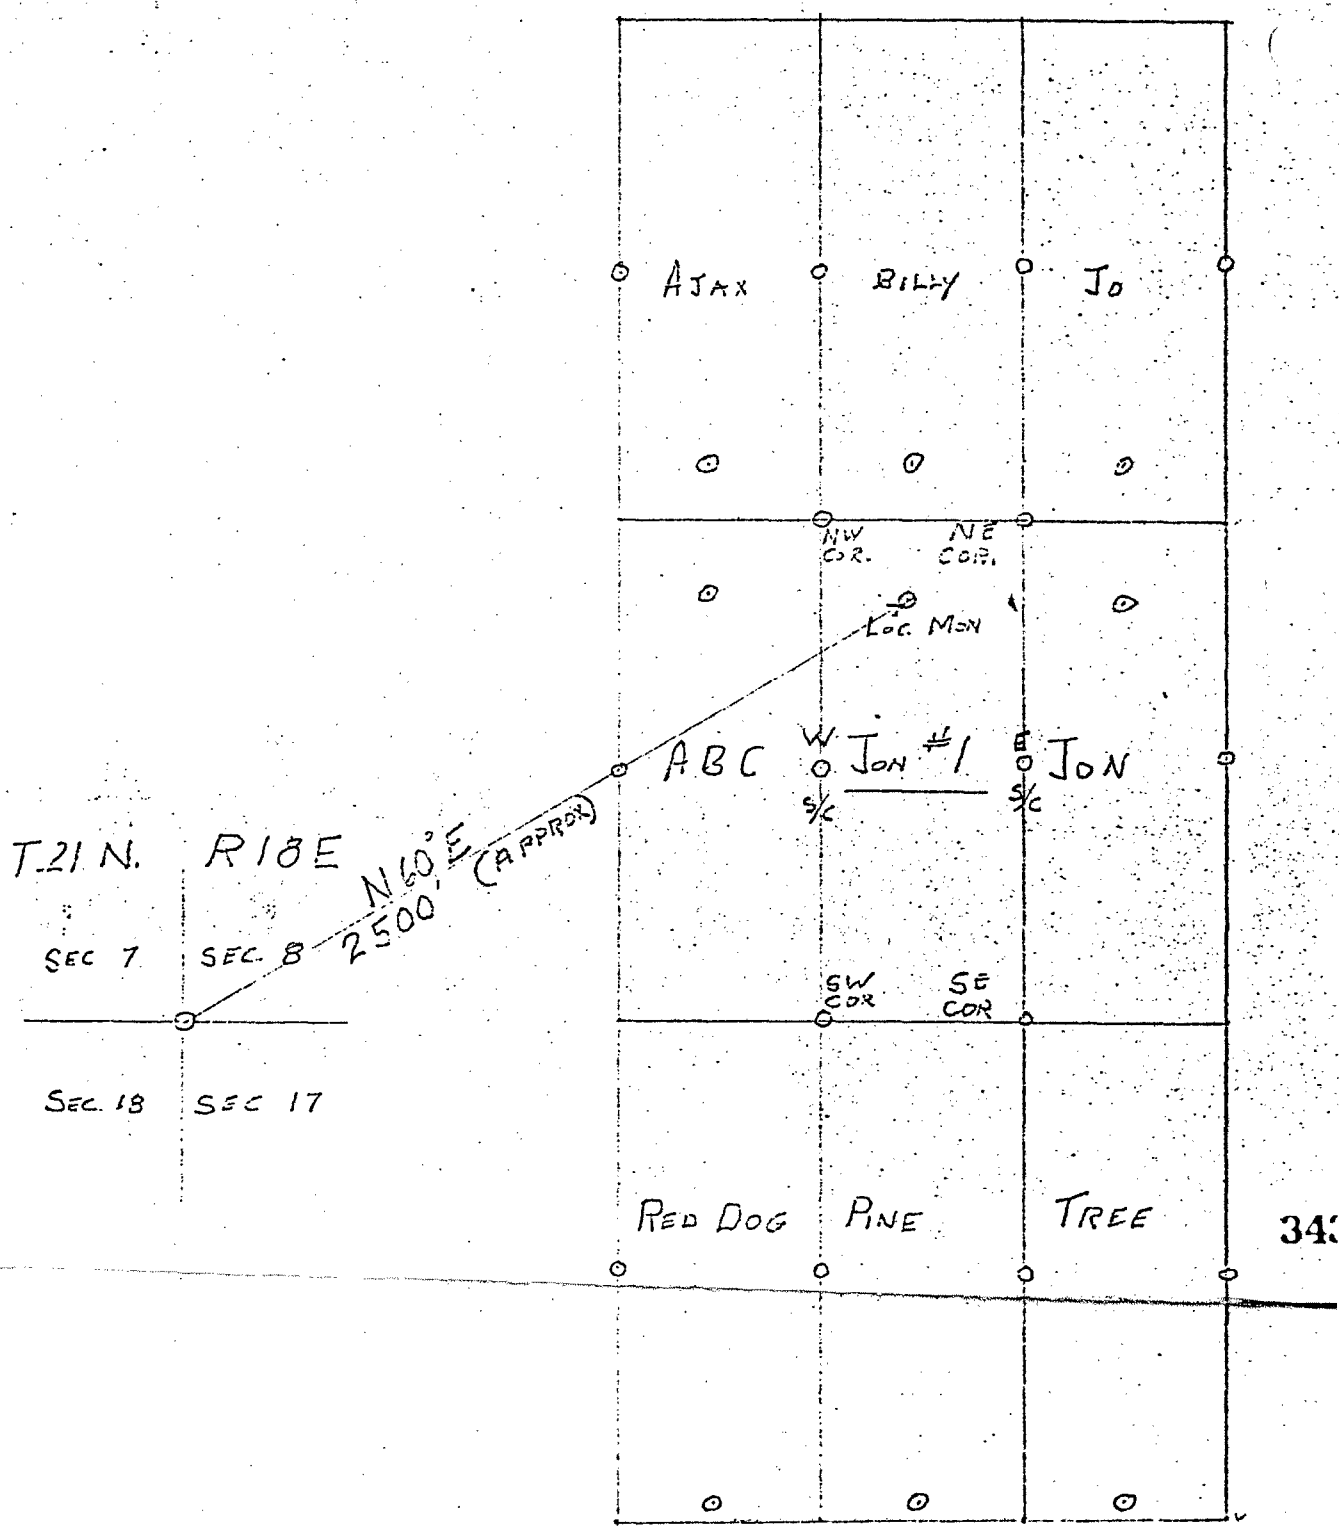 AJAX BILLY JO
NW
COR.
NE
COR.
LOC. MON
ABC W JON #1 E JON
S/C S/C
T.21 N. R18E
N60°E
2500' (APPROX)
SEC 7 SEC. 8
SW
COR
SE
COR
SEC. 18 SEC 17
RED DOG PINE TREE